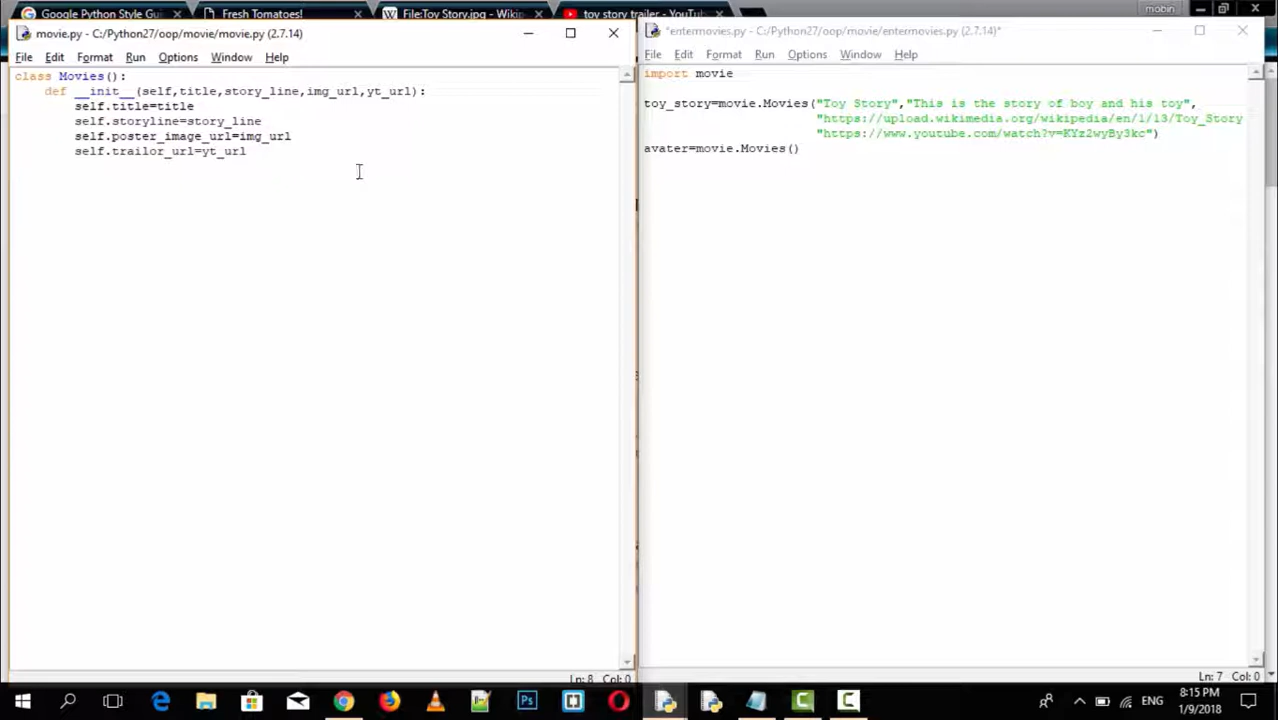 Google Python Style Gui
Fresh Tomatoes!
File:Toy Story.jpg - Wiki
toy story trailer - YouTub
mobin
movie.py - C:/Python27/oop/movie/movie.py (2.7.14)
File Edit Format Run Options Window Help
class Movies():
def __init__(self,title,story_line,img_url,yt_url):
self.title=title
self.storyline=story_line
self.poster_image_url=img_url
self.trailor_url=yt_url
Ln: 8 Col: 0
*entermovies.py - C:/Python27/oop/movie/entermovies.py (2.7.14)*
File Edit Format Run Options Window Help
import movie
toy_story=movie.Movies("Toy Story","This is the story of boy and his toy",
"https://upload.wikimedia.org/wikipedia/en/1/13/Toy_Story
"https://www.youtube.com/watch?v=KYz2wyBy3kc")
avater=movie.Movies()
Ln: 7 Col: 0
Ps
ENG
8:15 PM
1/9/2018